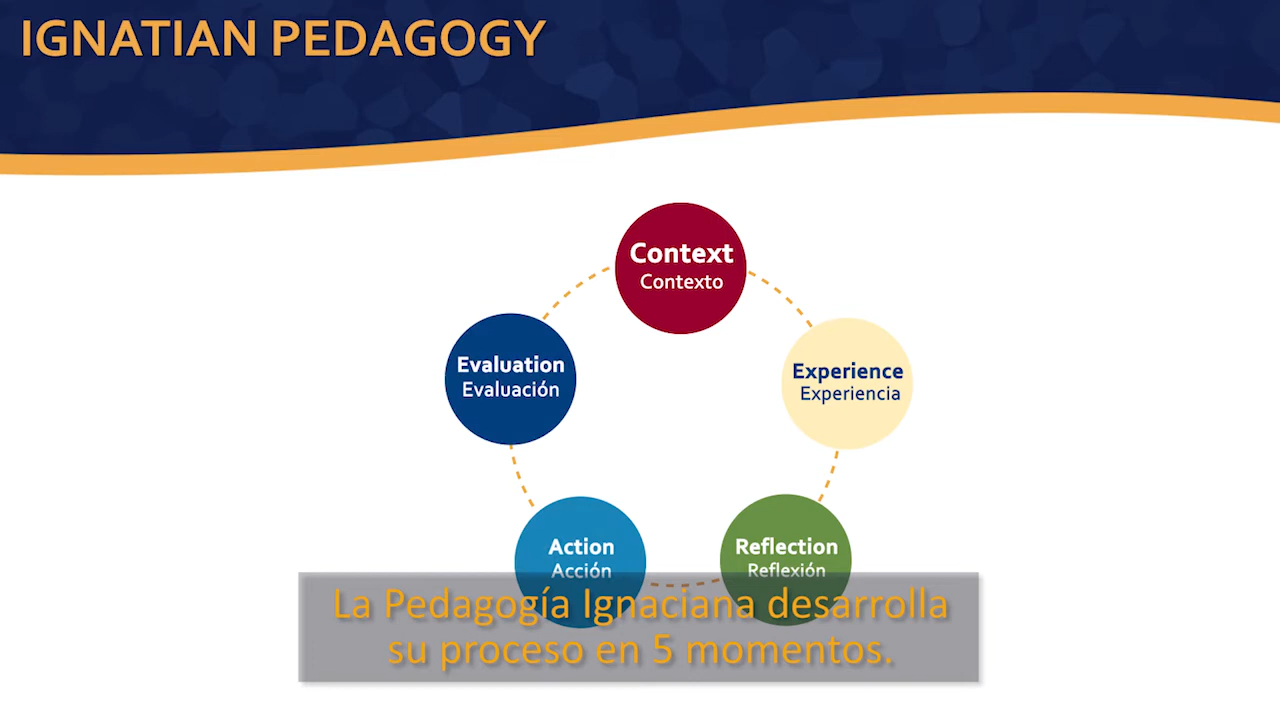 IGNATIAN PEDAGOGY
Context
Contexto
Experience
Experiencia
Reflection
Reflexión
Action
Acción
Evaluation
Evaluación
La Pedagogía Ignaciana desarrolla
su proceso en 5 momentos.